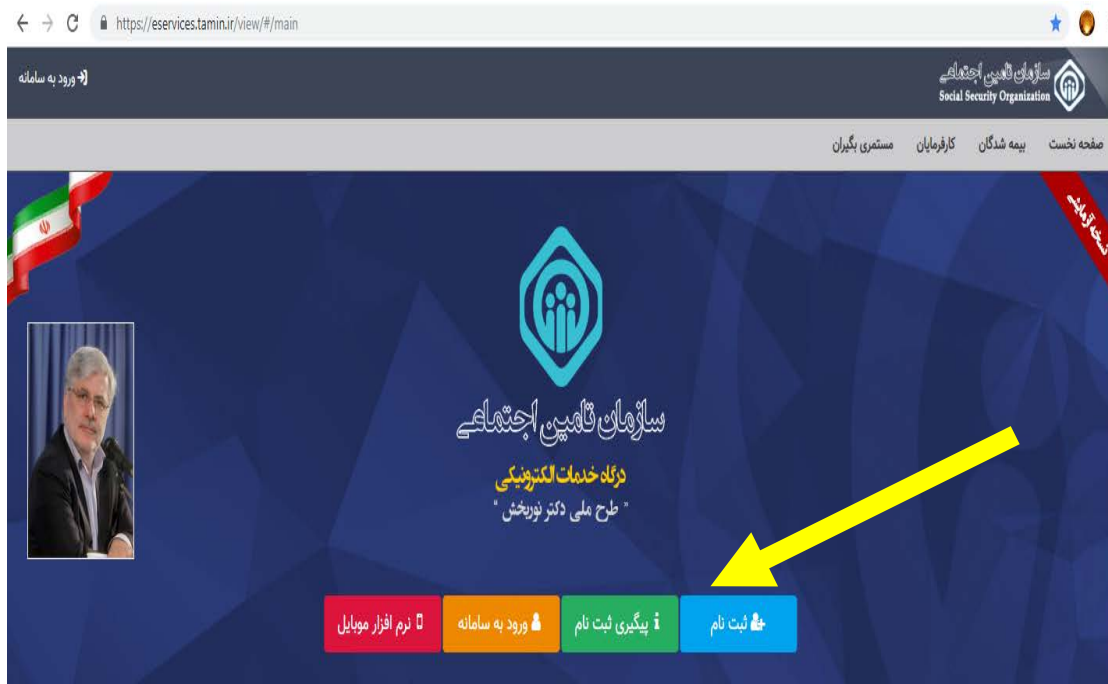 https://eservices.tamin.ir/view/#/main
سازمان تامین اجتماعی
Social Security Organization
ورود به سامانه
صفحه نخست
بیمه شدگان
کارفرمایان
مستمری بگیران
نسخه آزمایشی
سازمان تامین اجتماعی
درگاه خدمات الکترونیکی
" طرح ملی دکتر نوربخش "
ثبت نام
پیگیری ثبت نام
ورود به سامانه
نرم افزار موبایل